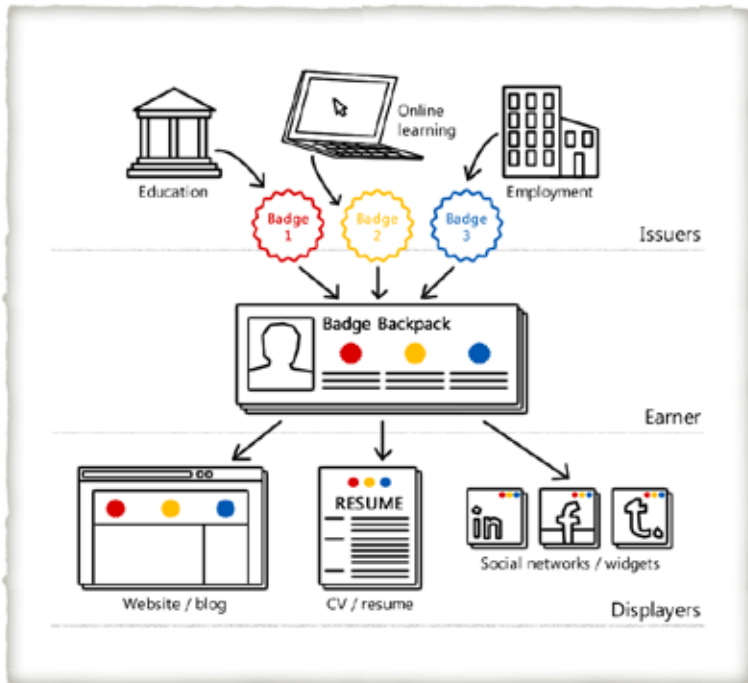 Online
learning
Education
Employment
Badge
1
Badge
2
Badge
3
Issuers
Badge Backpack
Earner
RESUME
in
f
t.
Social networks / widgets
Website / blog
CV / resume
Displayers